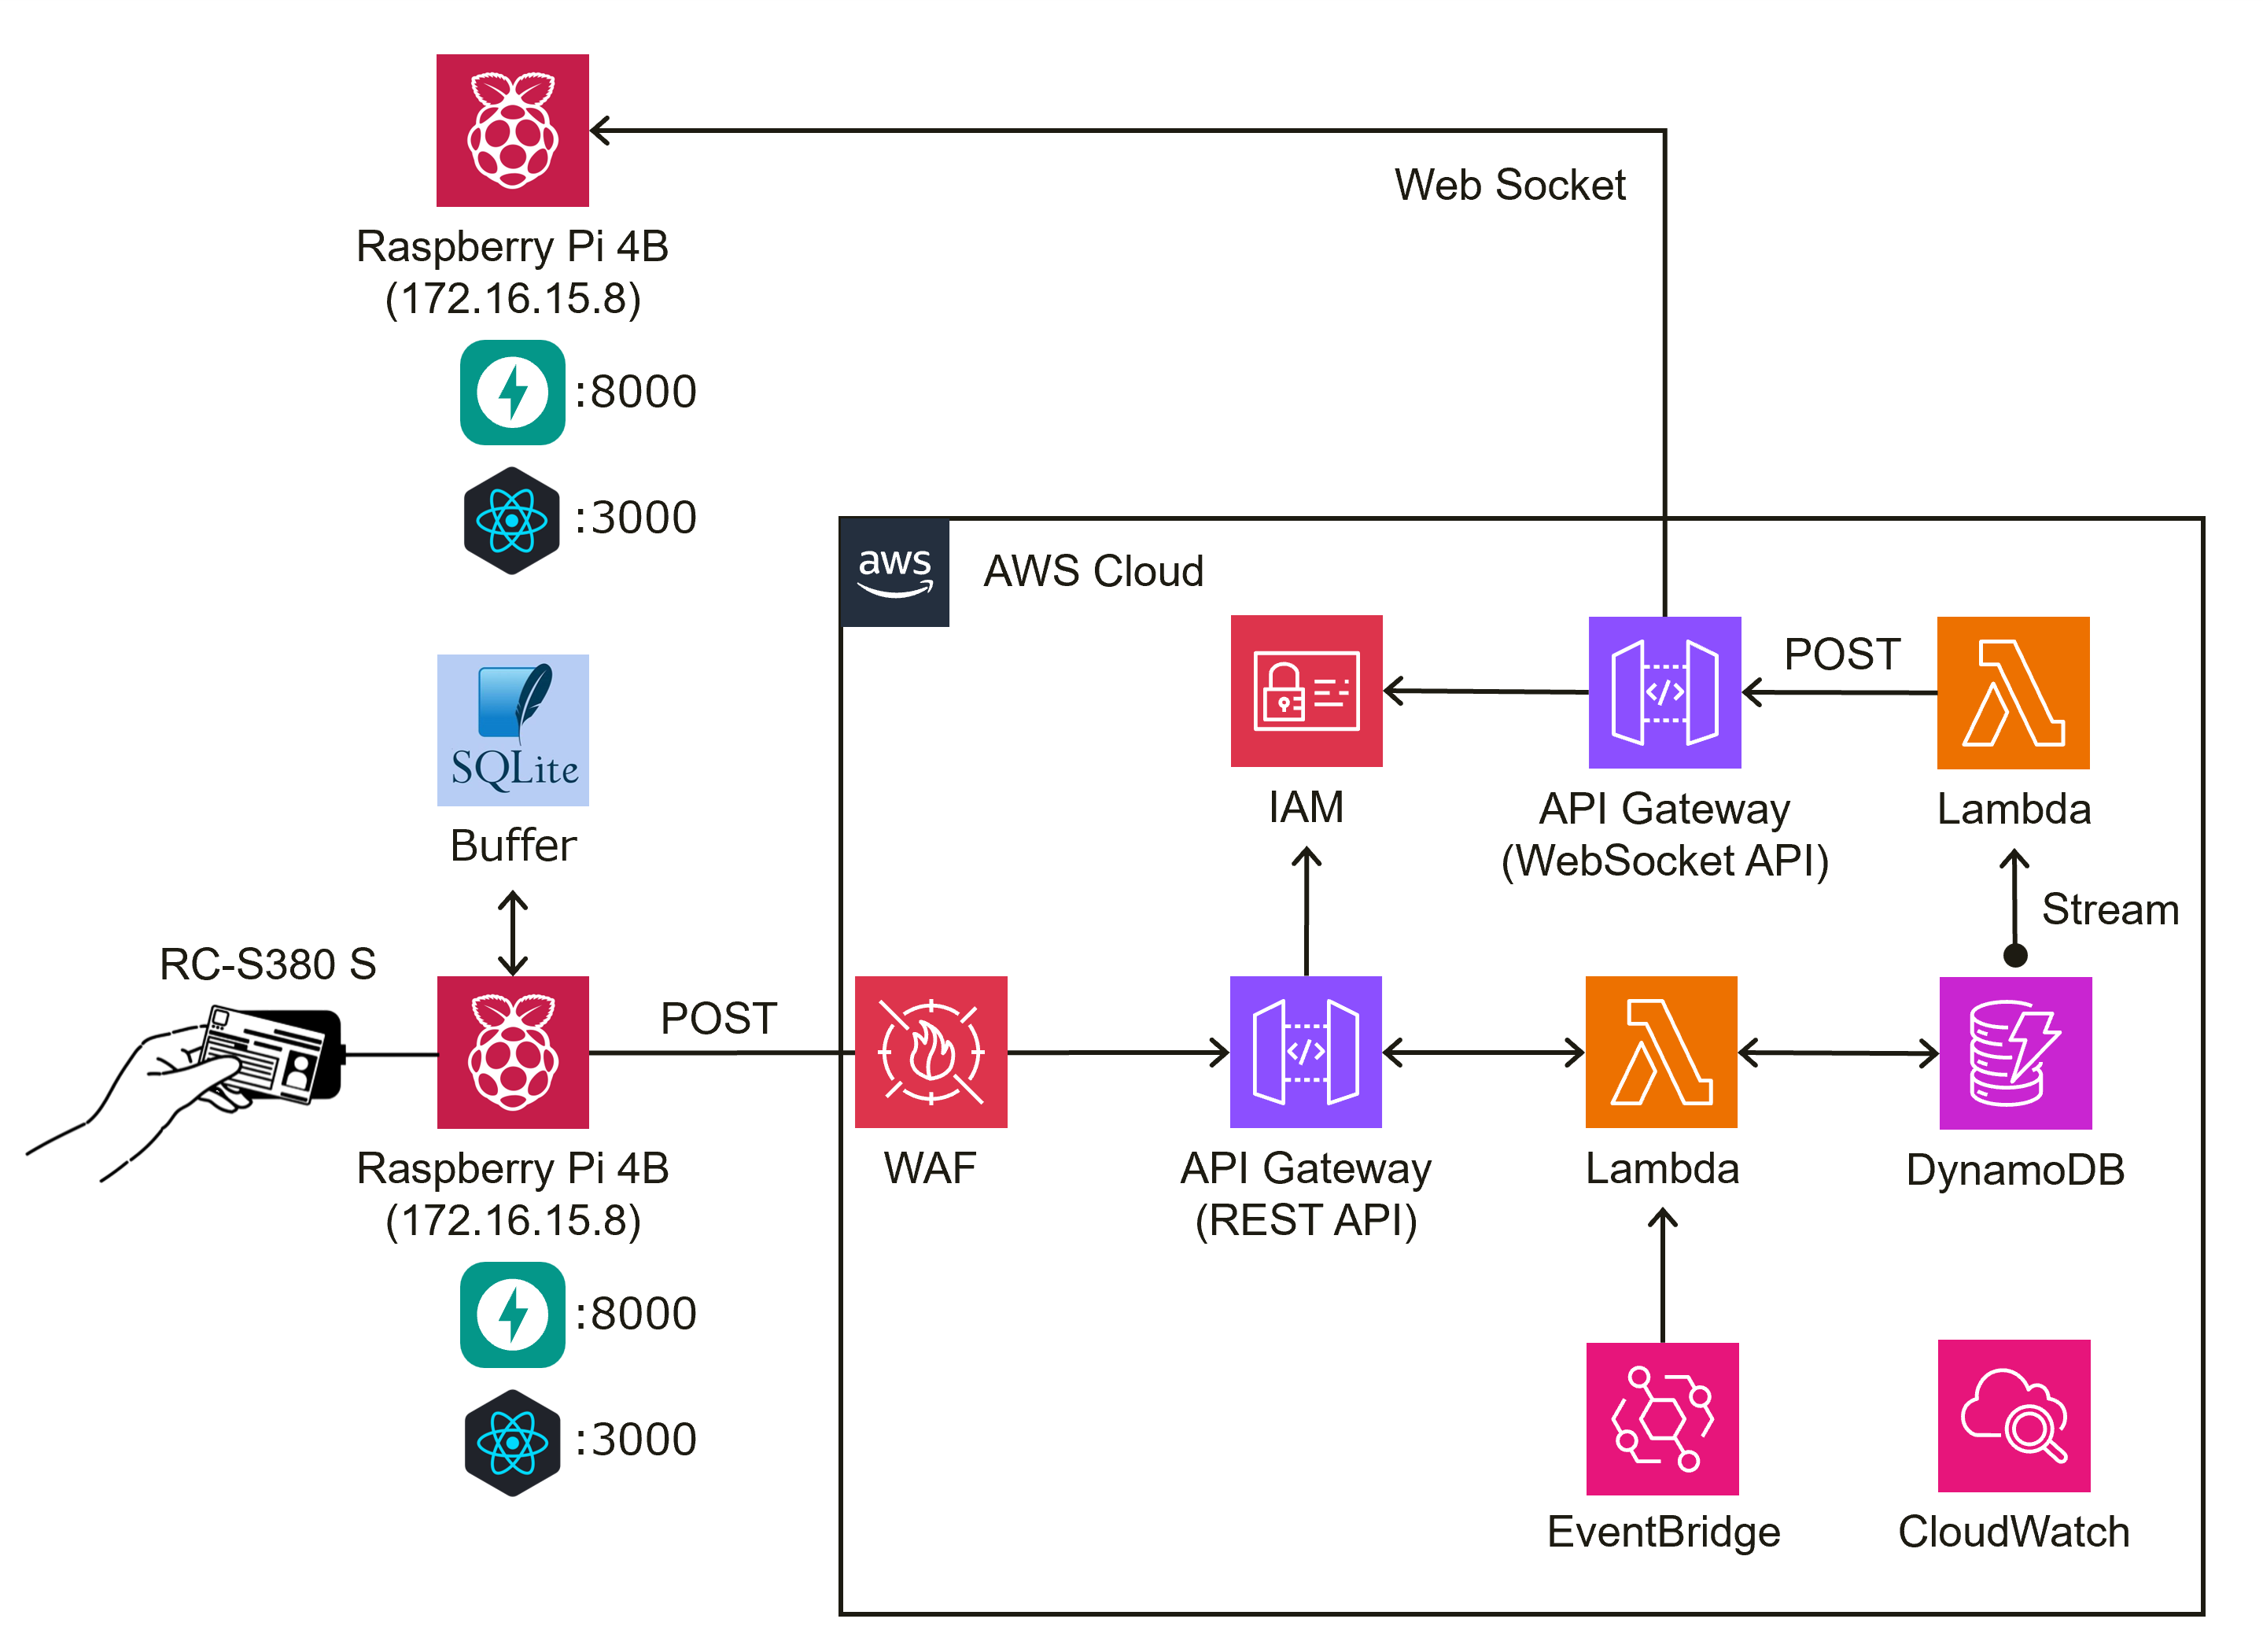 Web Socket
Raspberry Pi 4B
(172.16.15.8)
:8000
:3000
aws
AWS Cloud
SQLite
Buffer
POST
IAM
API Gateway
(WebSocket API)
Lambda
Stream
RC-S380 S
POST
Raspberry Pi 4B
(172.16.15.8)
:8000
:3000
WAF
API Gateway
(REST API)
Lambda
DynamoDB
EventBridge
CloudWatch